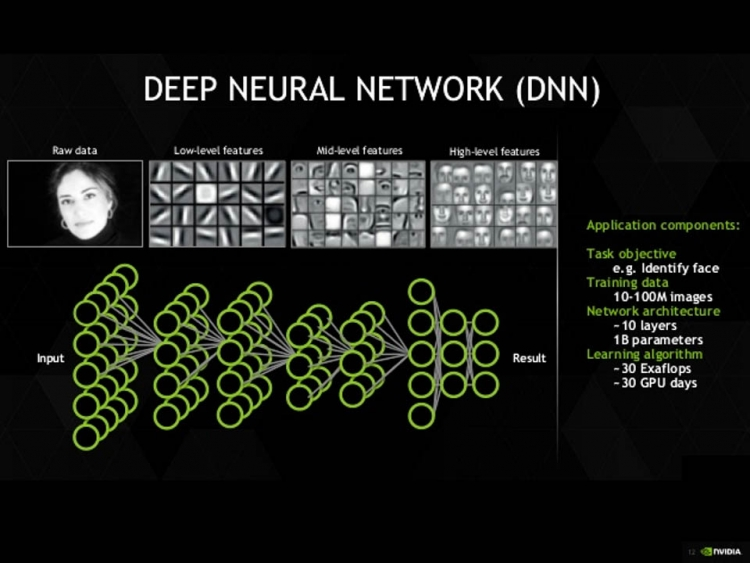 DEEP NEURAL NETWORK (DNN)
Raw data
Low-level features
Mid-level features
High-level features
Input
Result
Application components:
Task objective
e.g. Identify face
Training data
10-100M images
Network architecture
~10 layers
1B parameters
Learning algorithm
~30 Exaflops
~30 GPU days
12
NVIDIA